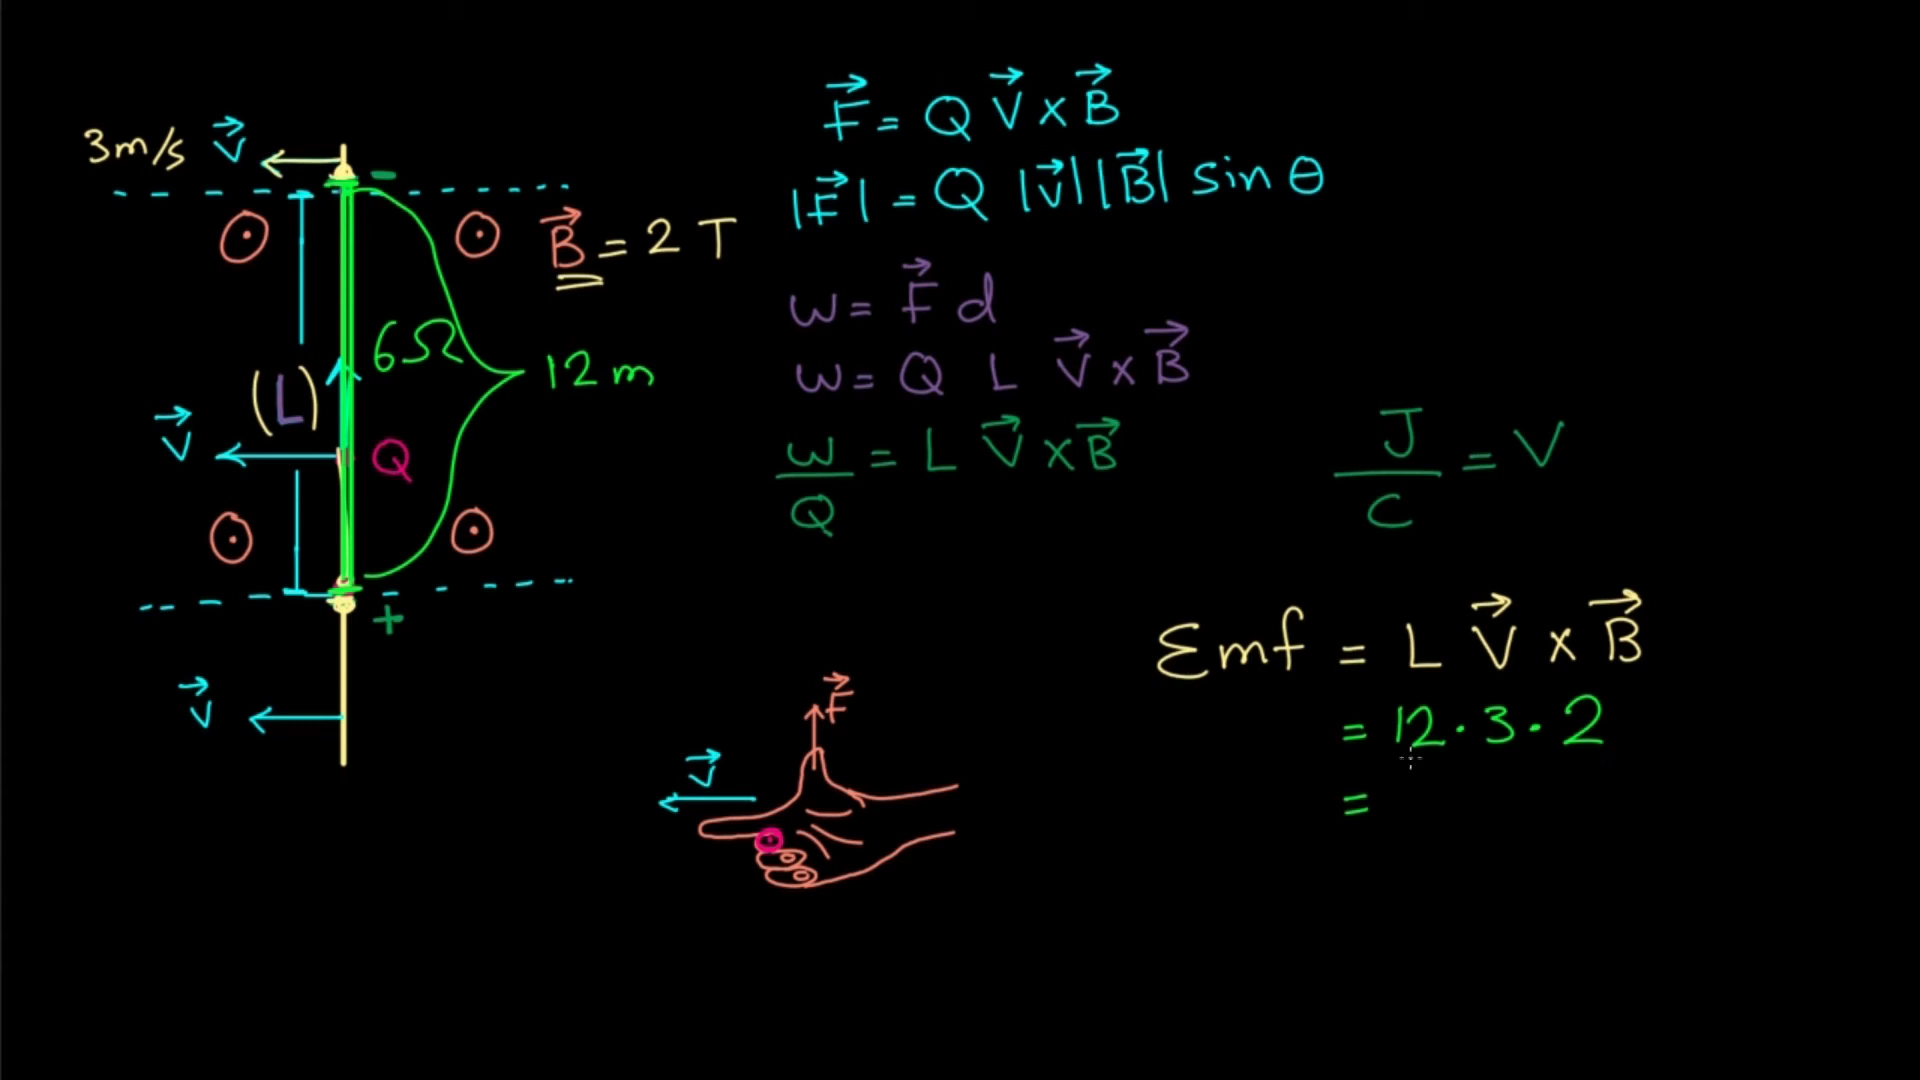 3m/s V⃗
-
B⃗ = 2 T
6Ω
12 m
(L)
V⃗
Q
+
V⃗
F⃗ = Q V⃗ x B⃗
|F⃗| = Q |V⃗| |B⃗| sin θ
W = F⃗ d
W = Q L V⃗ x B⃗
W/Q = L V⃗ x B⃗
J/C = V
Emf = L V⃗ x B⃗
= 12 · 3 · 2
=
F⃗
V⃗